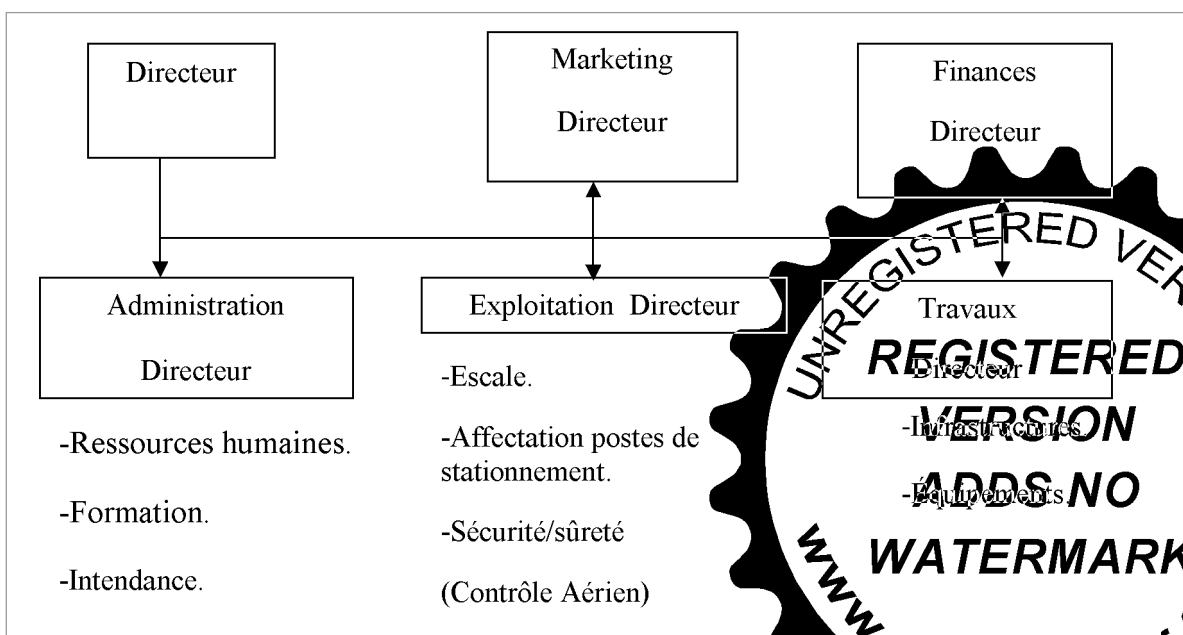 Directeur
Marketing
Directeur
Finances
Directeur
Administration
Directeur
-Ressources humaines.
-Formation.
-Intendance.
Exploitation Directeur
-Escale.
-Affectation postes de
stationnement.
-Sécurité/sûreté
(Contrôle Aérien)
Travaux
Directeur
-Infrastructures.
-Équipements.
UNREGISTERED VER
REGISTERED
VERSION
ADDS NO
WATERMARK
www